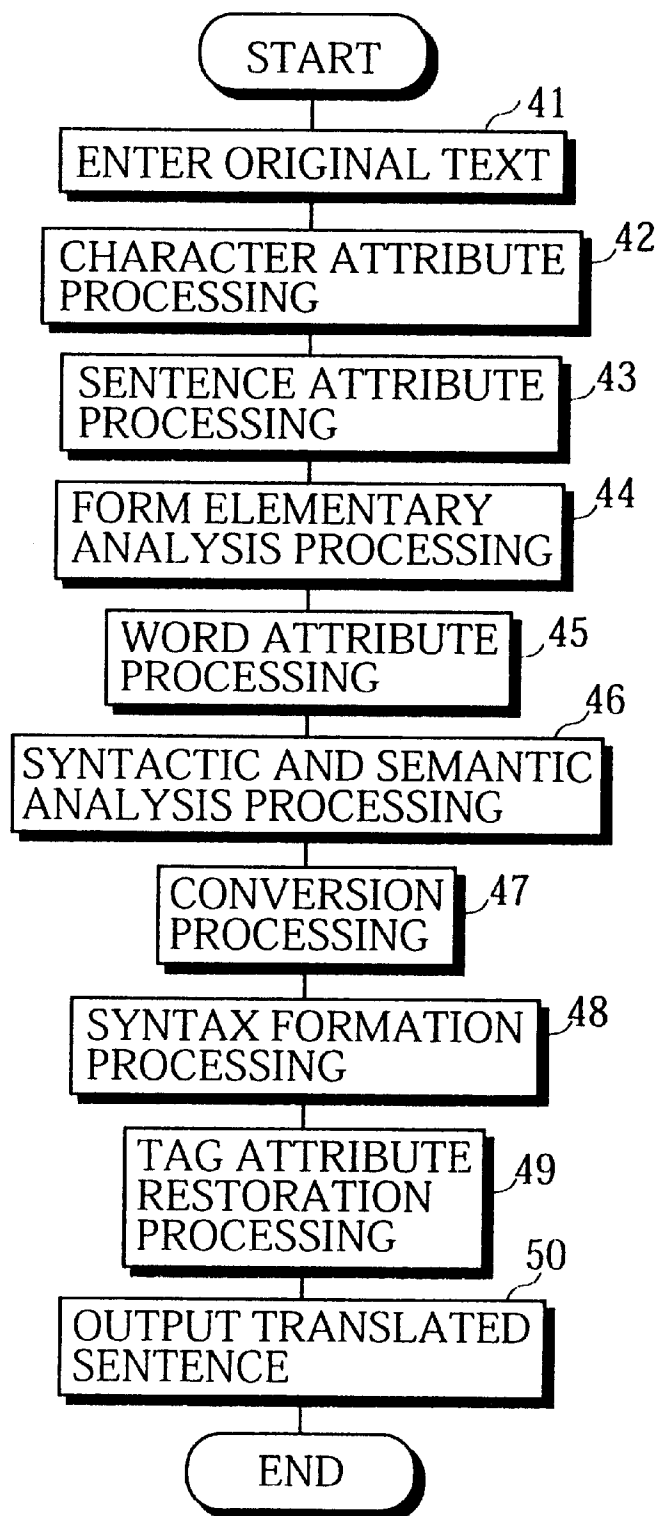 START
41
ENTER ORIGINAL TEXT
42
CHARACTER ATTRIBUTE
PROCESSING
43
SENTENCE ATTRIBUTE
PROCESSING
44
FORM ELEMENTARY
ANALYSIS PROCESSING
45
WORD ATTRIBUTE
PROCESSING
46
SYNTACTIC AND SEMANTIC
ANALYSIS PROCESSING
47
CONVERSION
PROCESSING
48
SYNTAX FORMATION
PROCESSING
49
TAG ATTRIBUTE
RESTORATION
PROCESSING
50
OUTPUT TRANSLATED
SENTENCE
END